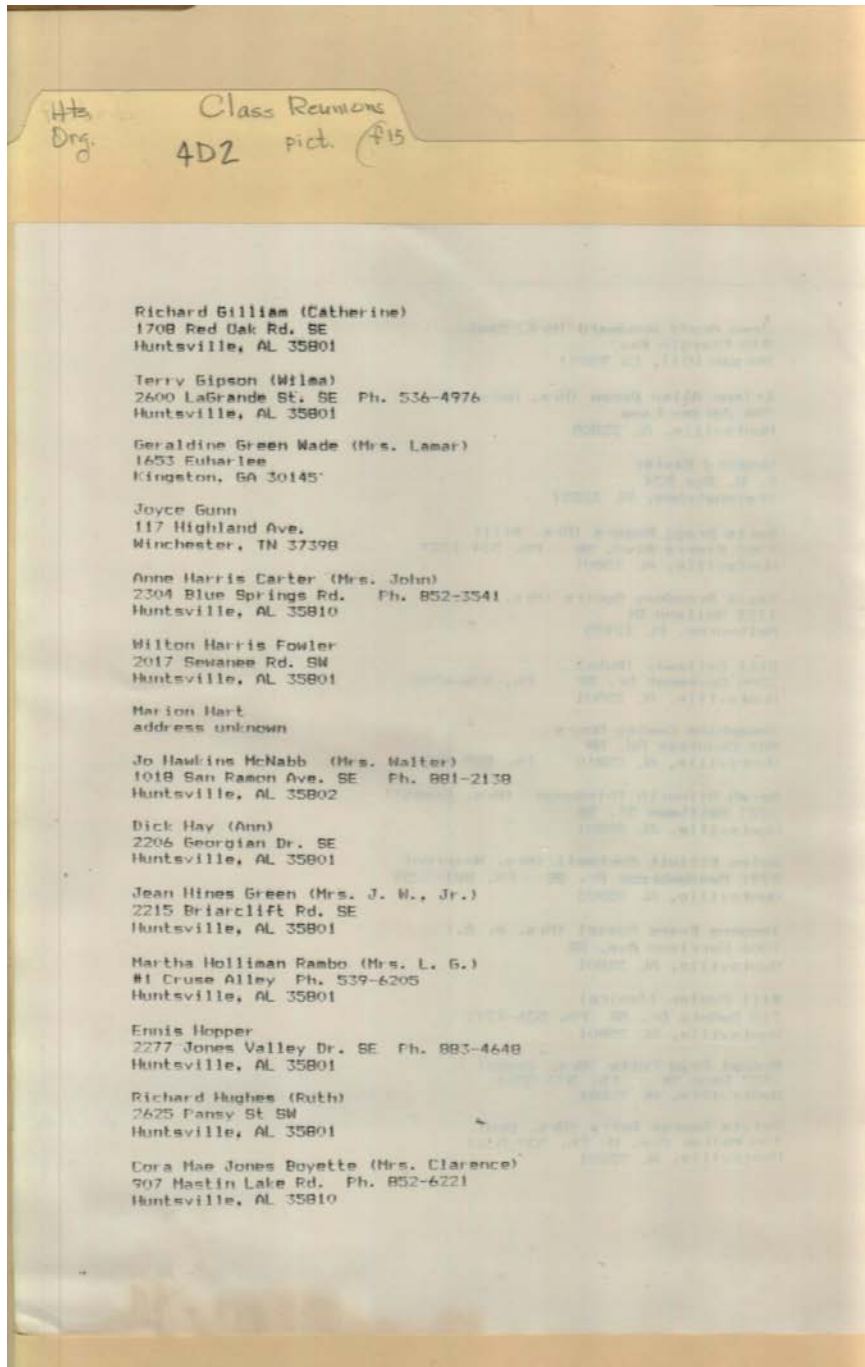 Hts. Class Reunions
Org. 4D2 pict. f15
Richard Gilliam (Catherine)
1708 Red Oak Rd. SE
Huntsville, AL 35801
Terry Gipson (Wilma)
2600 LaGrande St. SE Ph. 536-4976
Huntsville, AL 35801
Geraldine Green Wade (Mrs. Lamar)
1653 Euharlee
Kingston, GA 30145
Joyce Gunn
117 Highland Ave.
Winchester, TN 37398
Anne Harris Carter (Mrs. John)
2304 Blue Springs Rd. Ph. 852-3541
Huntsville, AL 35810
Wilton Harris Fowler
2017 Sewanee Rd. SW
Huntsville, AL 35801
Marion Hart
address unknown
Jo Hawkins McNabb (Mrs. Walter)
1018 San Ramon Ave. SE Ph. 881-2138
Huntsville, AL 35802
Dick Hay (Ann)
2206 Georgian Dr. SE
Huntsville, AL 35801
Jean Hines Green (Mrs. J. W., Jr.)
2215 Briarclift Rd. SE
Huntsville, AL 35801
Martha Holliman Rambo (Mrs. L. G.)
#1 Cruse Alley Ph. 539-6205
Huntsville, AL 35801
Ennis Hopper
2277 Jones Valley Dr. SE Ph. 883-4648
Huntsville, AL 35801
Richard Hughes (Ruth)
2625 Pansy St SW
Huntsville, AL 35801
Cora Mae Jones Boyette (Mrs. Clarence)
907 Mastin Lake Rd. Ph. 852-6221
Huntsville, AL 35810